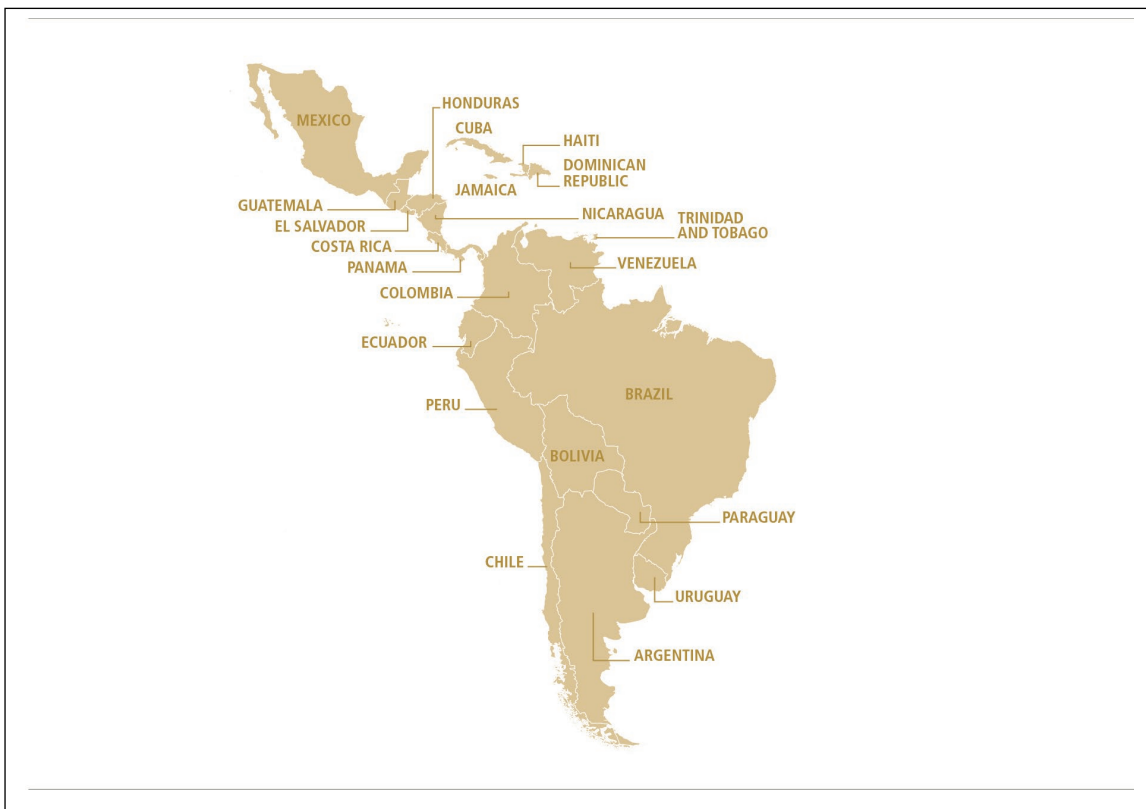 HONDURAS
MEXICO
CUBA
HAITI
DOMINICAN
REPUBLIC
JAMAICA
GUATEMALA
NICARAGUA
TRINIDAD
AND TOBAGO
EL SALVADOR
COSTA RICA
PANAMA
VENEZUELA
COLOMBIA
ECUADOR
BRAZIL
PERU
BOLIVIA
PARAGUAY
CHILE
URUGUAY
ARGENTINA